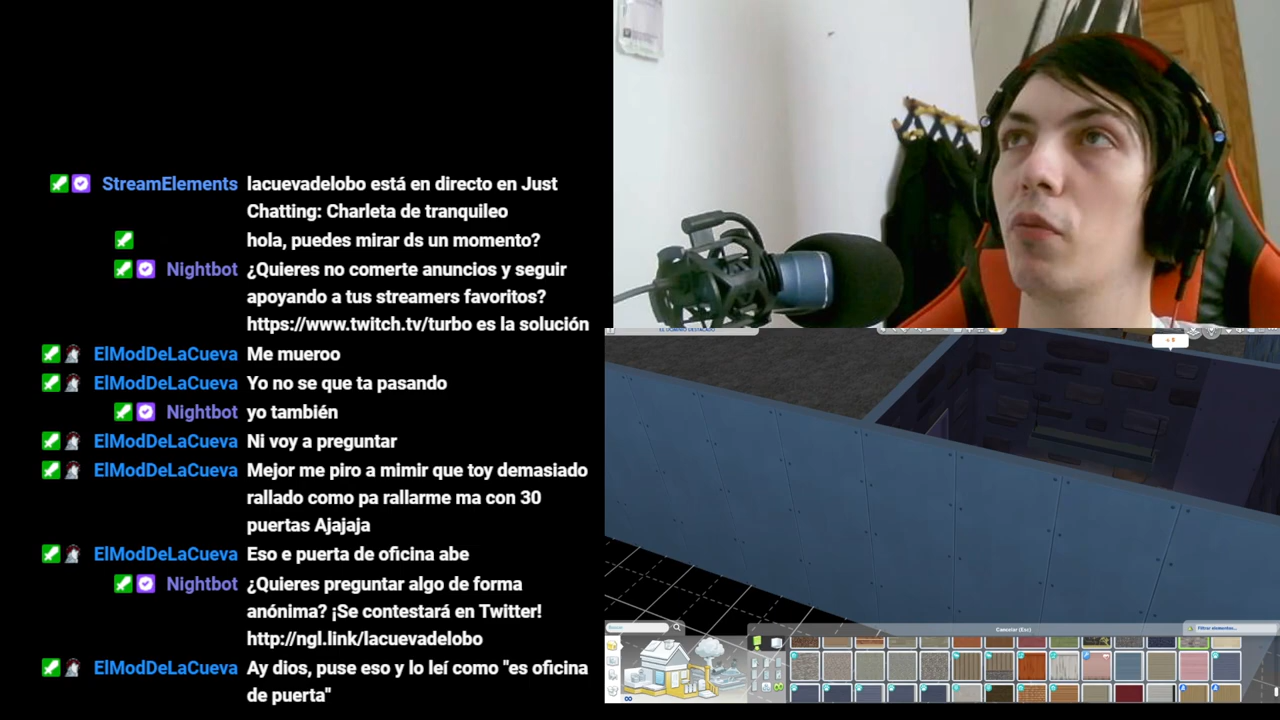 StreamElements lacuevadelobo está en directo en Just
Chatting: Charleta de tranquileo
hola, puedes mirar ds un momento?
Nightbot ¿Quieres no comerte anuncios y seguir
apoyando a tus streamers favoritos?
https://www.twitch.tv/turbo es la solución
ElModDeLaCueva Me mueroo
ElModDeLaCueva Yo no se que ta pasando
Nightbot yo también
ElModDeLaCueva Ni voy a preguntar
ElModDeLaCueva Mejor me piro a mimir que toy demasiado
rallado como pa rallarme ma con 30
puertas Ajajaja
ElModDeLaCueva Eso e puerta de oficina abe
Nightbot ¿Quieres preguntar algo de forma
anónima? ¡Se contestará en Twitter!
http://ngl.link/lacuevadelobo
ElModDeLaCueva Ay dios, puse eso y lo leí como "es oficina
de puerta"
Cancelar (Esc)
Filtrar elementos...